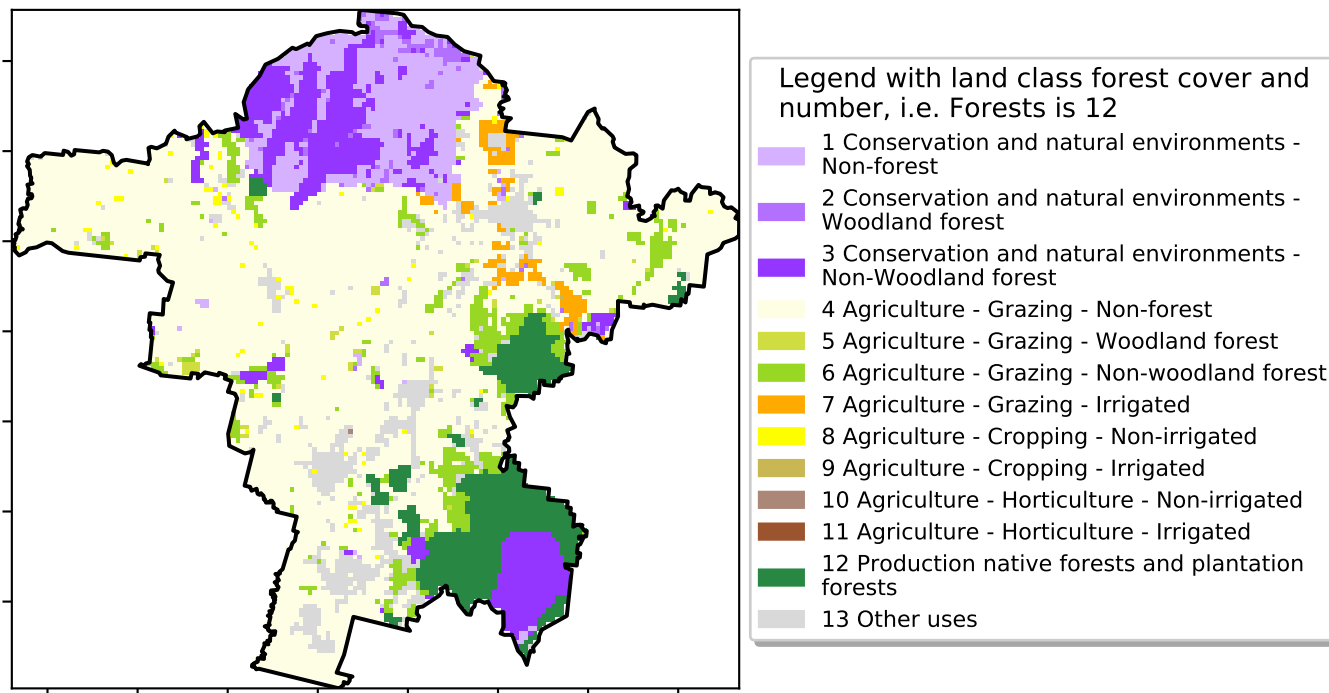 Legend with land class forest cover and
number, i.e. Forests is 12
1 Conservation and natural environments -
Non-forest
2 Conservation and natural environments -
Woodland forest
3 Conservation and natural environments -
Non-Woodland forest
4 Agriculture - Grazing - Non-forest
5 Agriculture - Grazing - Woodland forest
6 Agriculture - Grazing - Non-woodland forest
7 Agriculture - Grazing - Irrigated
8 Agriculture - Cropping - Non-irrigated
9 Agriculture - Cropping - Irrigated
10 Agriculture - Horticulture - Non-irrigated
11 Agriculture - Horticulture - Irrigated
12 Production native forests and plantation
forests
13 Other uses